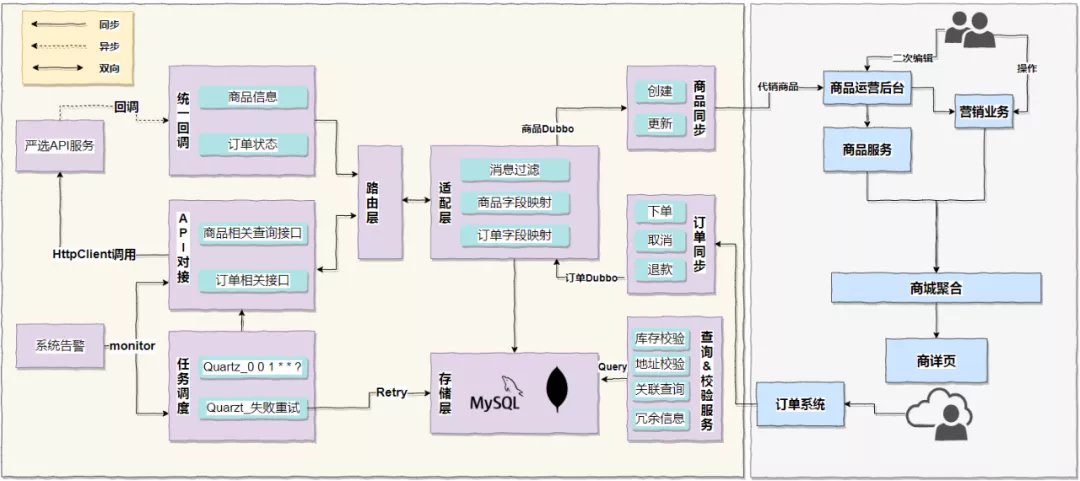 同步
异步
双向
回调
严选API服务
统一回调
商品信息
订单状态
HttpClient调用
API对接
商品相关查询接口
订单相关接口
系统告警
monitor
任务调度
Quartz_0 0 1 * * ?
Quarzt_失败重试
Retry
路由层
适配层
消息过滤
商品字段映射
订单字段映射
商品Dubbo
订单Dubbo
存储层
MySQL
Query
创建
更新
商品同步
下单
取消
退款
订单同步
库存校验
地址校验
关联查询
冗余信息
查询&校验服务
代销商品
二次编辑
操作
商品运营后台
营销业务
商品服务
商城聚合
商详页
订单系统